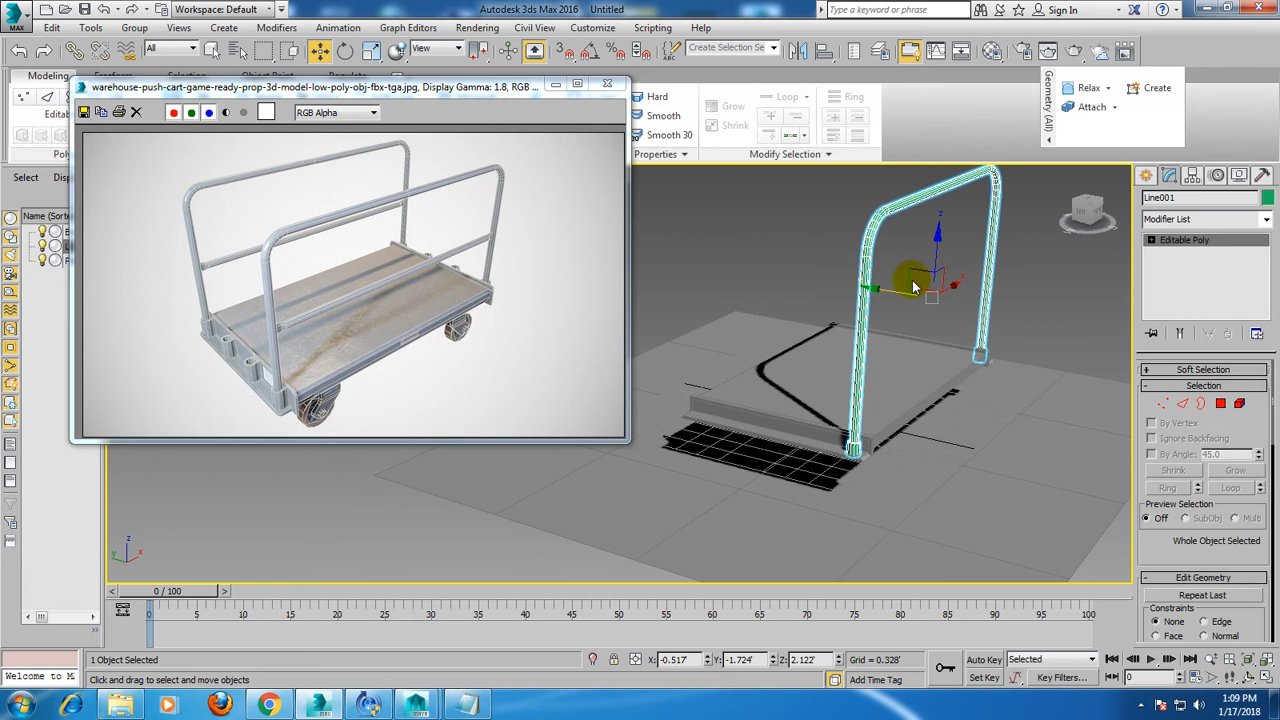 Workspace: Default
Autodesk 3ds Max 2016
Untitled
Type a keyword or phrase
Sign In
MAX
Edit
Tools
Group
Views
Create
Modifiers
Animation
Graph Editors
Rendering
Civil View
Customize
Scripting
Help
All
View
Create Selection Se
Modeling
warehouse-push-cart-game-ready-prop-3d-model-low-poly-obj-fbx-tga.jpg, Display Gamma: 1.8, RGB ...
RGB Alpha
Hard
Smooth
Smooth 30
Properties
Grow
Shrink
Loop
Ring
Modify Selection
Geometry (All)
Relax
Create
Attach
Select
Name (Sorte
Line001
Modifier List
Editable Poly
Soft Selection
Selection
By Vertex
Ignore Backfacing
By Angle:
45.0
Shrink
Grow
Ring
Loop
Preview Selection
Off
SubObj
Multi
Whole Object Selected
Edit Geometry
Repeat Last
Constraints
None
Edge
Face
Normal
z
x
z
x
y
0 / 100
0
5
10
15
20
25
30
35
40
45
50
55
60
65
70
75
80
85
90
95
100
1 Object Selected
X: -0.517'
Y: -1.724'
Z: 2.122'
Grid = 0.328'
Auto Key
Selected
Welcome to M
Click and drag to select and move objects
Add Time Tag
Set Key
Key Filters...
0
1:09 PM
1/17/2018